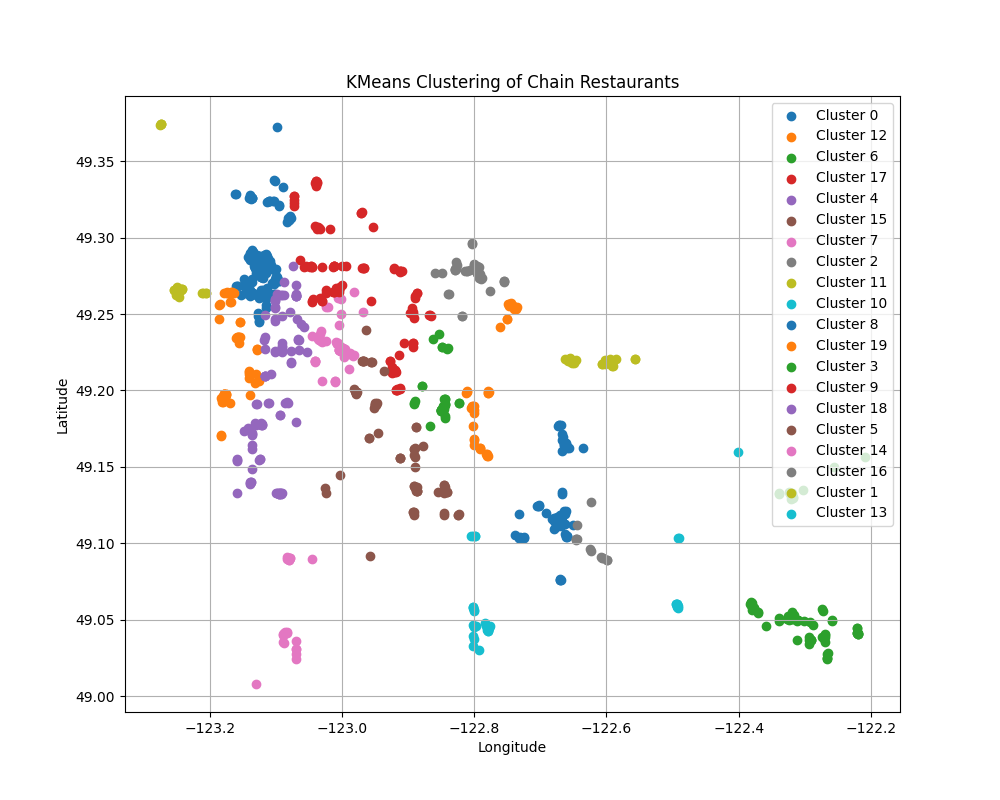 KMeans Clustering of Chain Restaurants
Cluster 0
Cluster 12
Cluster 6
Cluster 17
Cluster 4
Cluster 15
Cluster 7
Cluster 2
Cluster 11
Cluster 10
Cluster 8
Cluster 19
Cluster 3
Cluster 9
Cluster 18
Cluster 5
Cluster 14
Cluster 16
Cluster 1
Cluster 13
49.35
49.30
49.25
49.20
49.15
49.10
49.05
49.00
Latitude
−123.2 −123.0 −122.8 −122.6 −122.4 −122.2
Longitude